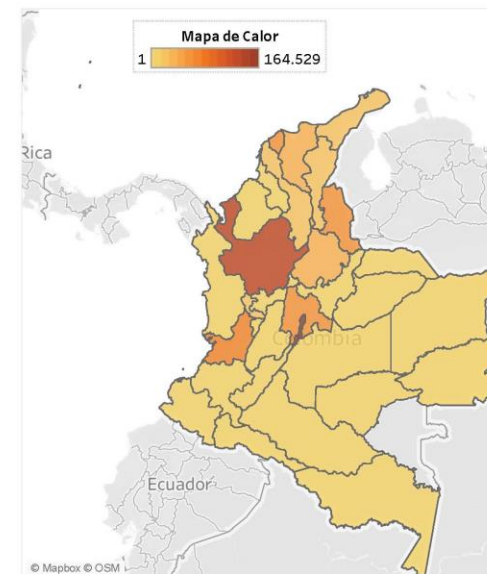 Mapa de Calor
1 164.529
Rica
Colombia
Ecuador
© Mapbox © OSM